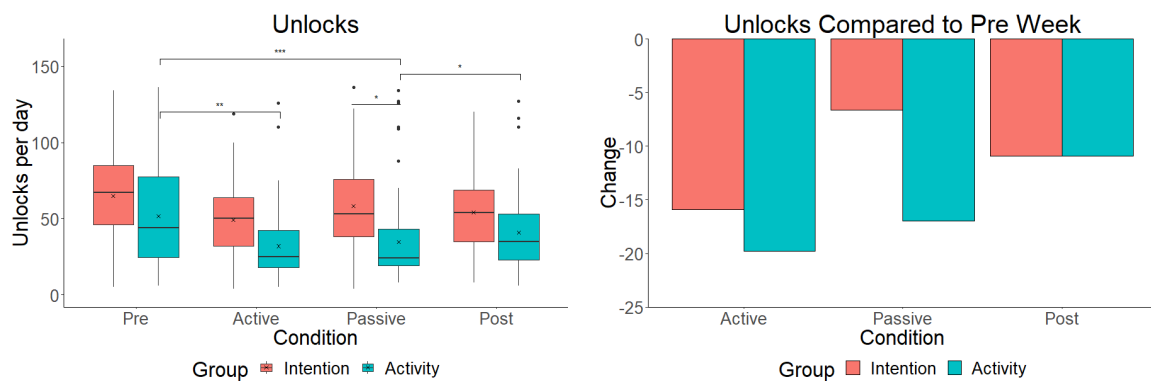 Unlocks
Unlocks per day
150
100
50
0
***
**
*
*
Pre Active Passive Post
Condition
Group Intention Activity
Unlocks Compared to Pre Week
Change
0
-5
-10
-15
-20
-25
Active Passive Post
Condition
Group Intention Activity